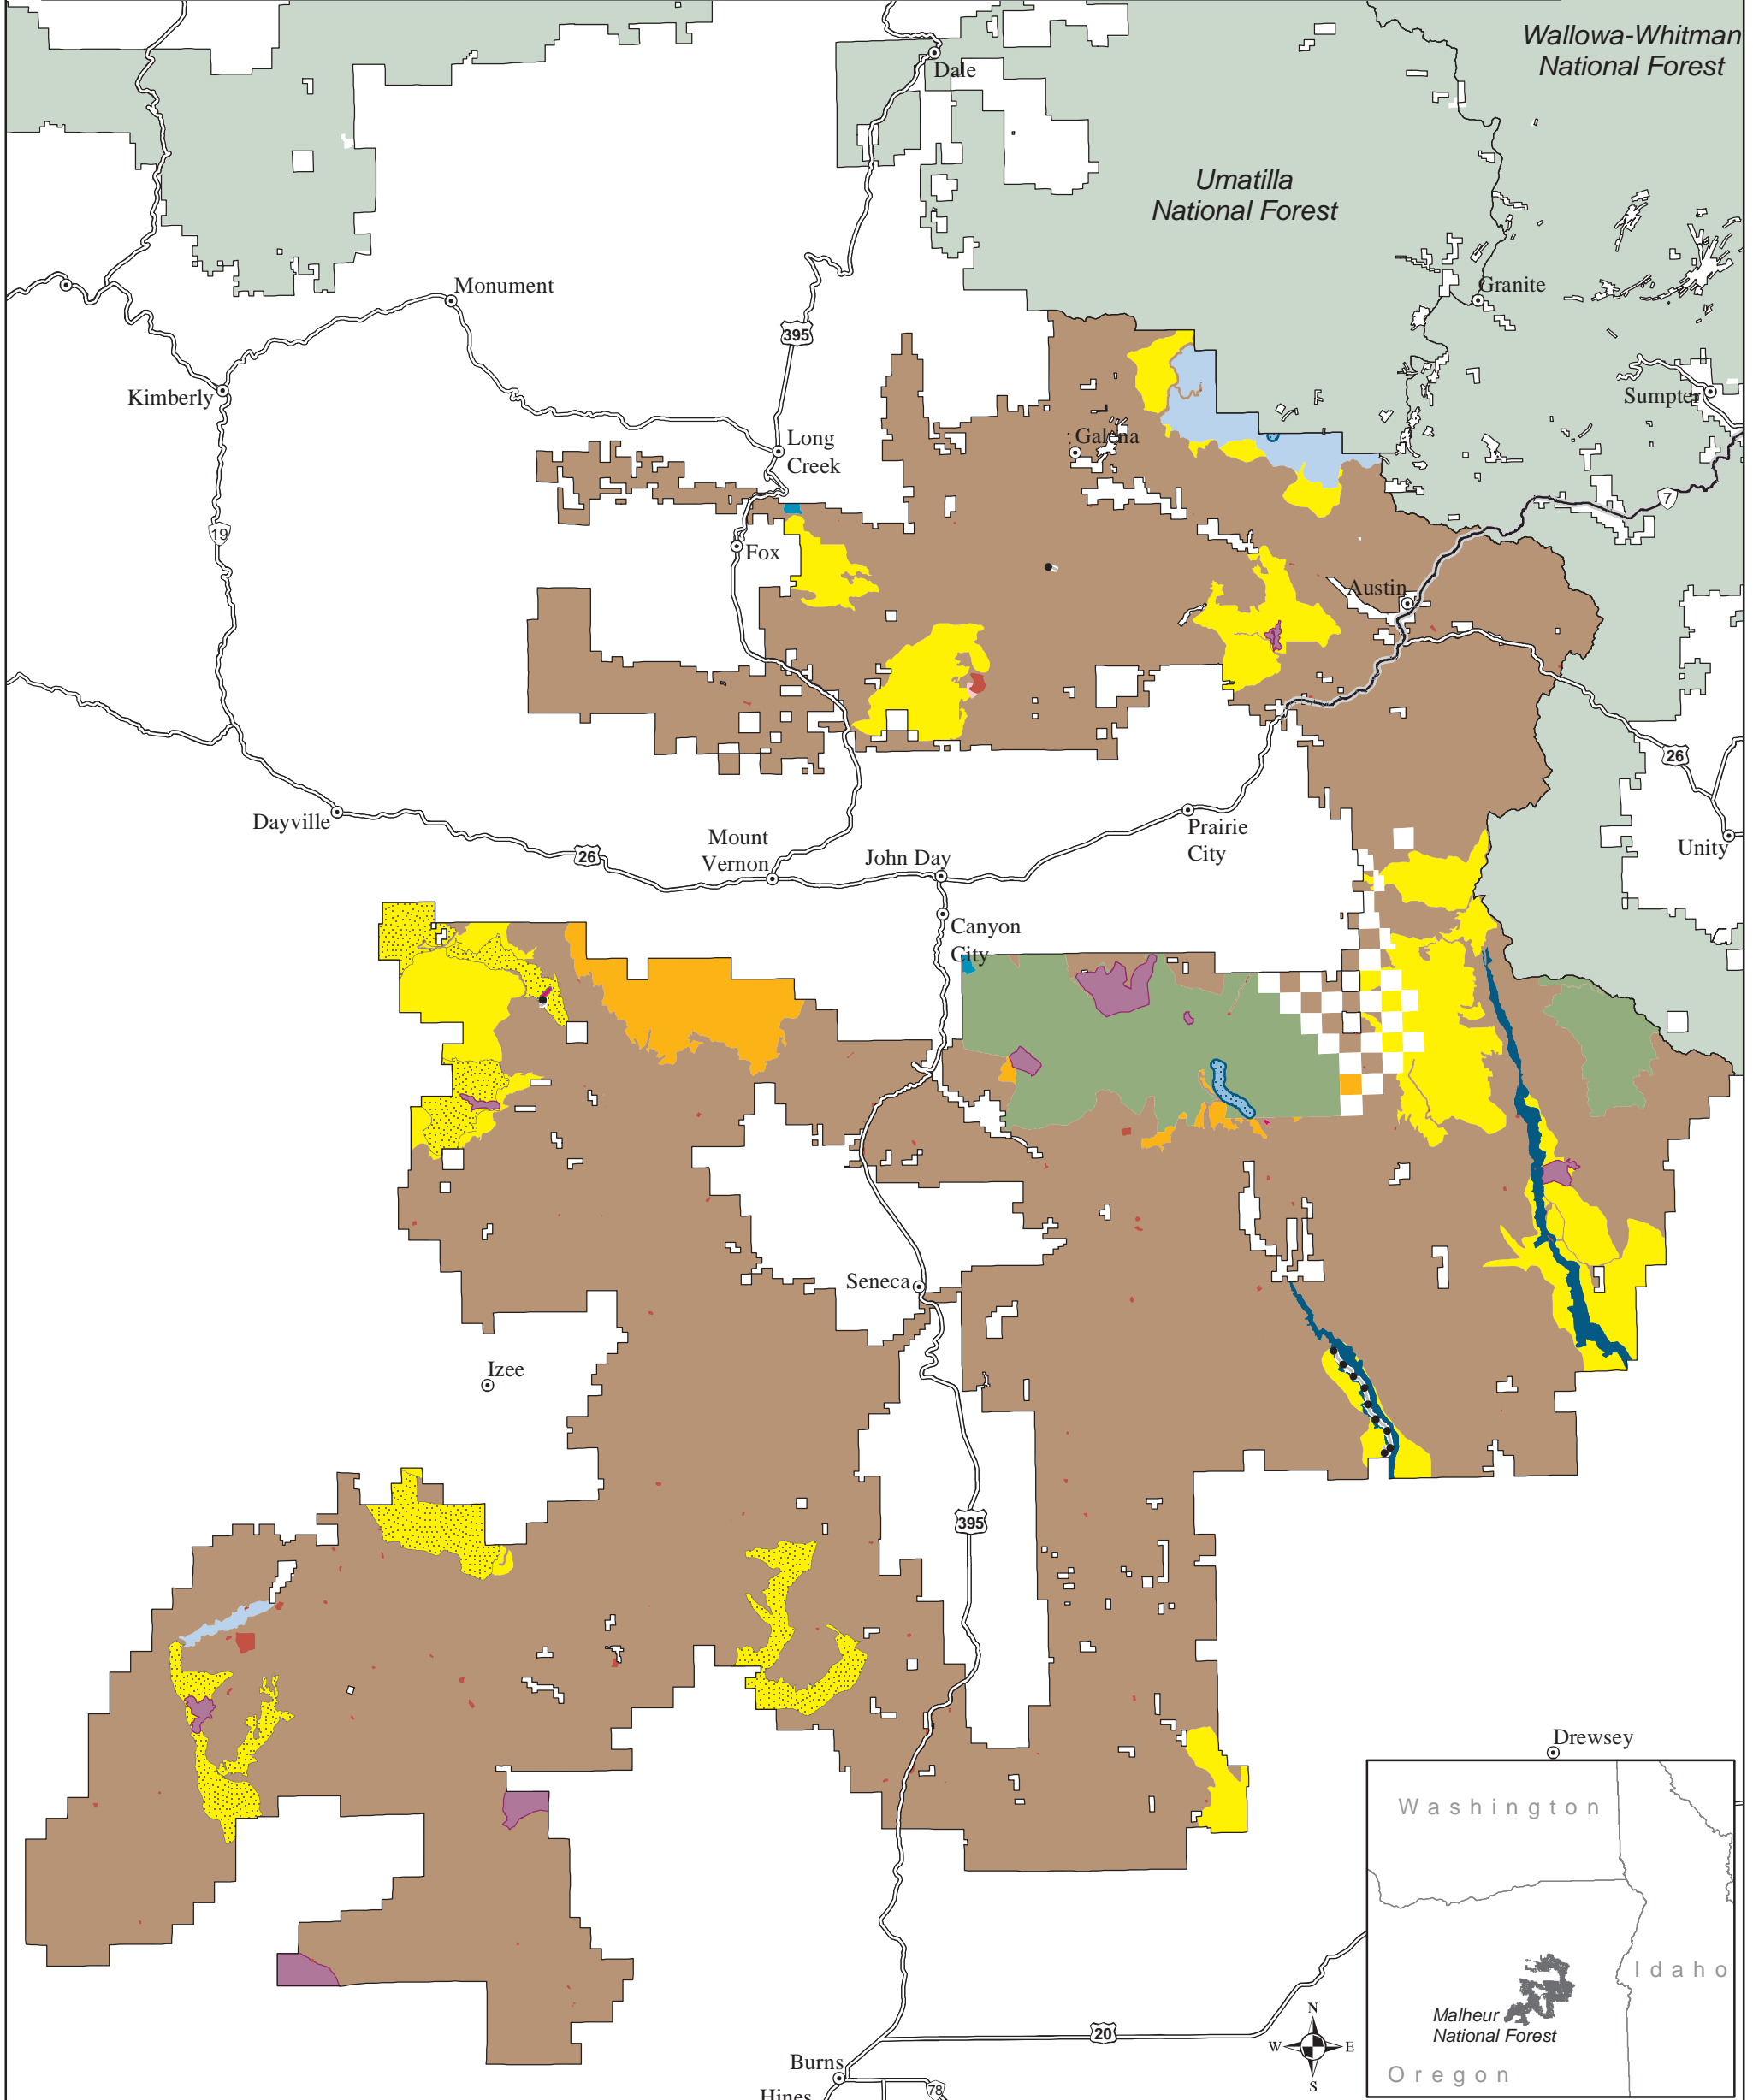 Wallowa-Whitman
National Forest
Dale
Umatilla
National Forest
Monument
Granite
395
Kimberly
Sumpter
Long
Creek
Galena
7
19
Fox
Austin
26
Dayville
Mount
Vernon
26
John Day
Prairie
City
Unity
Canyon
City
Seneca
Izee
395
Drewsey
Washington
Idaho
Malheur
National Forest
Oregon
N
W
E
S
20
Burns
Hines
78